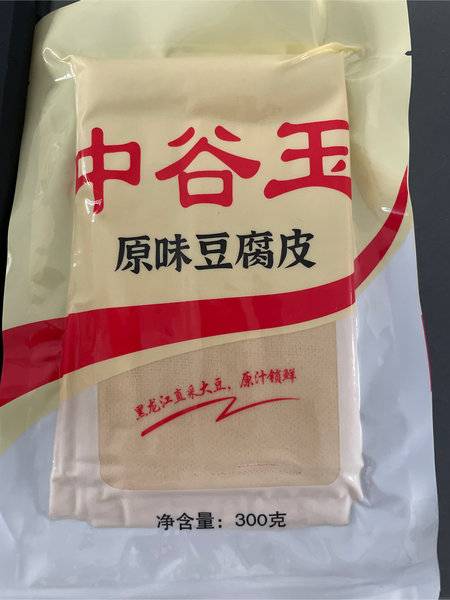 中谷玉
原味豆腐皮
黑龙江直采大豆，原汁锁鲜
净含量：300克